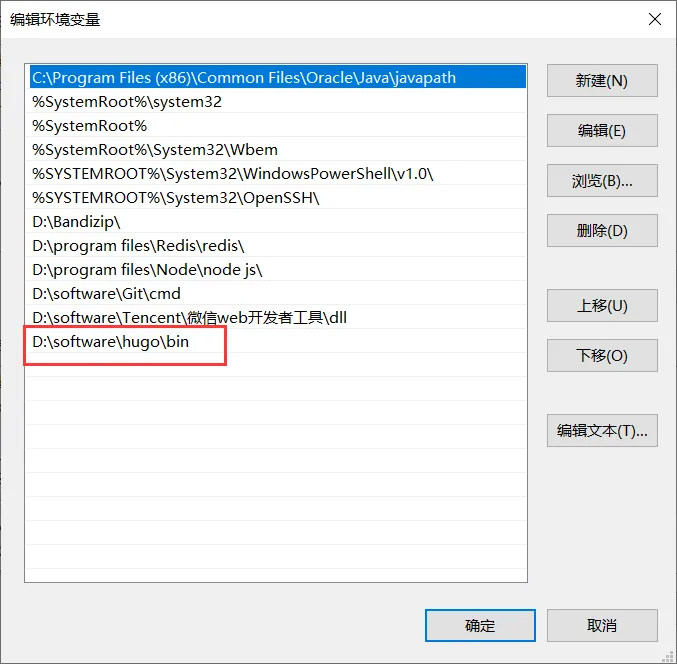 编辑环境变量
C:\Program Files (x86)\Common Files\Oracle\Java\javapath
%SystemRoot%\system32
%SystemRoot%
%SystemRoot%\System32\Wbem
%SYSTEMROOT%\System32\WindowsPowerShell\v1.0\
%SYSTEMROOT%\System32\OpenSSH\
D:\Bandizip\
D:\program files\Redis\redis\
D:\program files\Node\node js\
D:\software\Git\cmd
D:\software\Tencent\微信web开发者工具\dll
D:\software\hugo\bin
新建(N)
编辑(E)
浏览(B)...
删除(D)
上移(U)
下移(O)
编辑文本(T)...
确定
取消